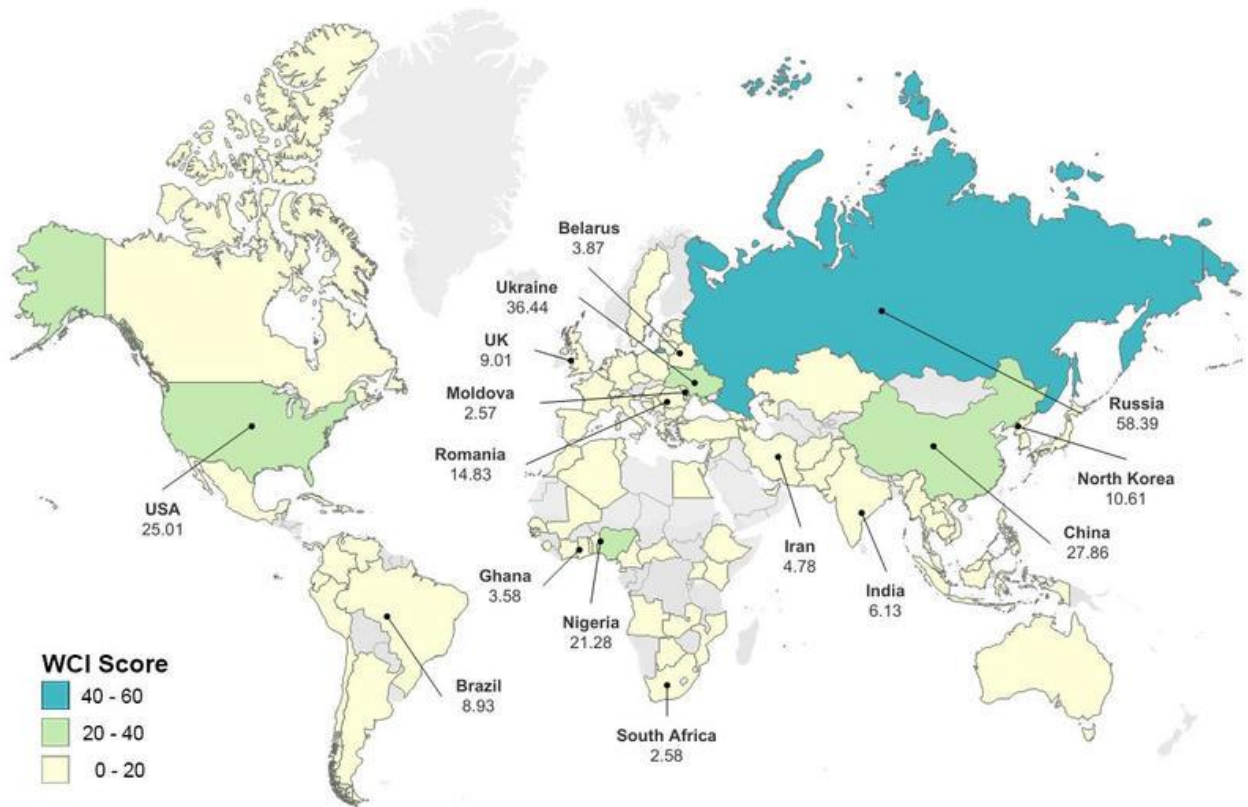 Belarus
3.87
Ukraine
36.44
UK
9.01
Moldova
2.57
Romania
14.83
Russia
58.39
North Korea
10.61
USA
25.01
China
27.86
Iran
4.78
India
6.13
Ghana
3.58
Nigeria
21.28
Brazil
8.93
South Africa
2.58
WCI Score
40 - 60
20 - 40
0 - 20